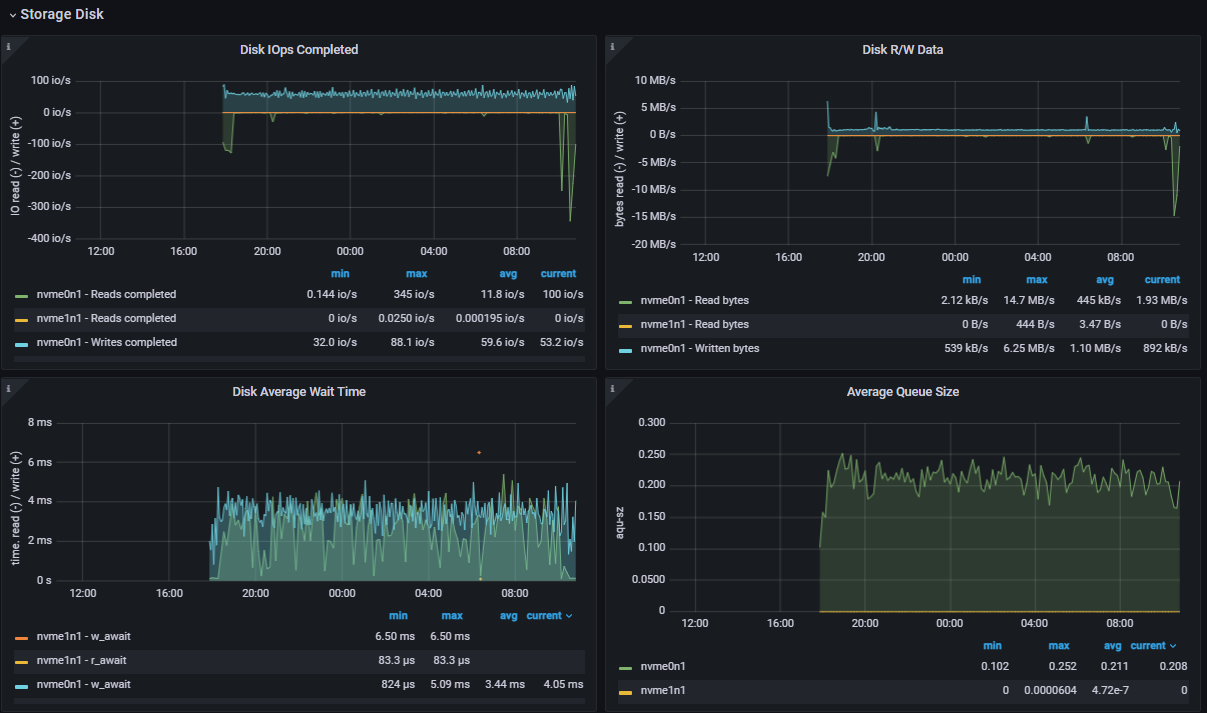 Storage Disk
Disk IOps Completed
IO read (-) / write (+)
100 io/s
0 io/s
-100 io/s
-200 io/s
-300 io/s
-400 io/s
12:00 16:00 20:00 00:00 04:00 08:00
min max avg current
nvme0n1 - Reads completed 0.144 io/s 345 io/s 11.8 io/s 100 io/s
nvme1n1 - Reads completed 0 io/s 0.0250 io/s 0.000195 io/s 0 io/s
nvme0n1 - Writes completed 32.0 io/s 88.1 io/s 59.6 io/s 53.2 io/s
Disk R/W Data
bytes read (-) / write (+)
10 MB/s
5 MB/s
0 B/s
-5 MB/s
-10 MB/s
-15 MB/s
-20 MB/s
12:00 16:00 20:00 00:00 04:00 08:00
min max avg current
nvme0n1 - Read bytes 2.12 kB/s 14.7 MB/s 445 kB/s 1.93 MB/s
nvme1n1 - Read bytes 0 B/s 444 B/s 3.47 B/s 0 B/s
nvme0n1 - Written bytes 539 kB/s 6.25 MB/s 1.10 MB/s 892 kB/s
Disk Average Wait Time
time. read (-) / write (+)
8 ms
6 ms
4 ms
2 ms
0 s
12:00 16:00 20:00 00:00 04:00 08:00
min max avg current
nvme1n1 - w_await 6.50 ms 6.50 ms
nvme1n1 - r_await 83.3 µs 83.3 µs
nvme0n1 - w_await 824 µs 5.09 ms 3.44 ms 4.05 ms
Average Queue Size
aqu-sz
0.300
0.250
0.200
0.150
0.100
0.0500
0
12:00 16:00 20:00 00:00 04:00 08:00
min max avg current
nvme0n1 0.102 0.252 0.211 0.208
nvme1n1 0 0.0000604 4.72e-7 0